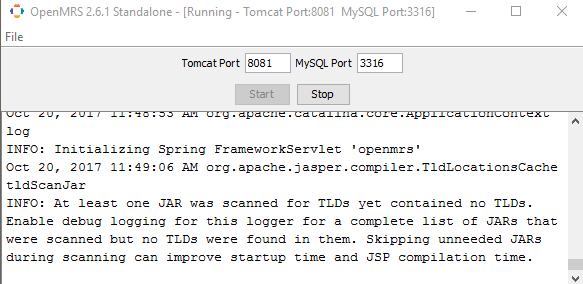 OpenMRS 2.6.1 Standalone - [Running - Tomcat Port:8081 MySQL Port:3316]
File
Tomcat Port 8081 MySQL Port 3316
Start Stop
Oct 20, 2017 11:48:53 AM org.apache.catalina.core.ApplicationContext
log
INFO: Initializing Spring FrameworkServlet 'openmrs'
Oct 20, 2017 11:49:06 AM org.apache.jasper.compiler.TldLocationsCache
tldScanJar
INFO: At least one JAR was scanned for TLDs yet contained no TLDs.
Enable debug logging for this logger for a complete list of JARs that
were scanned but no TLDs were found in them. Skipping unneeded JARs
during scanning can improve startup time and JSP compilation time.